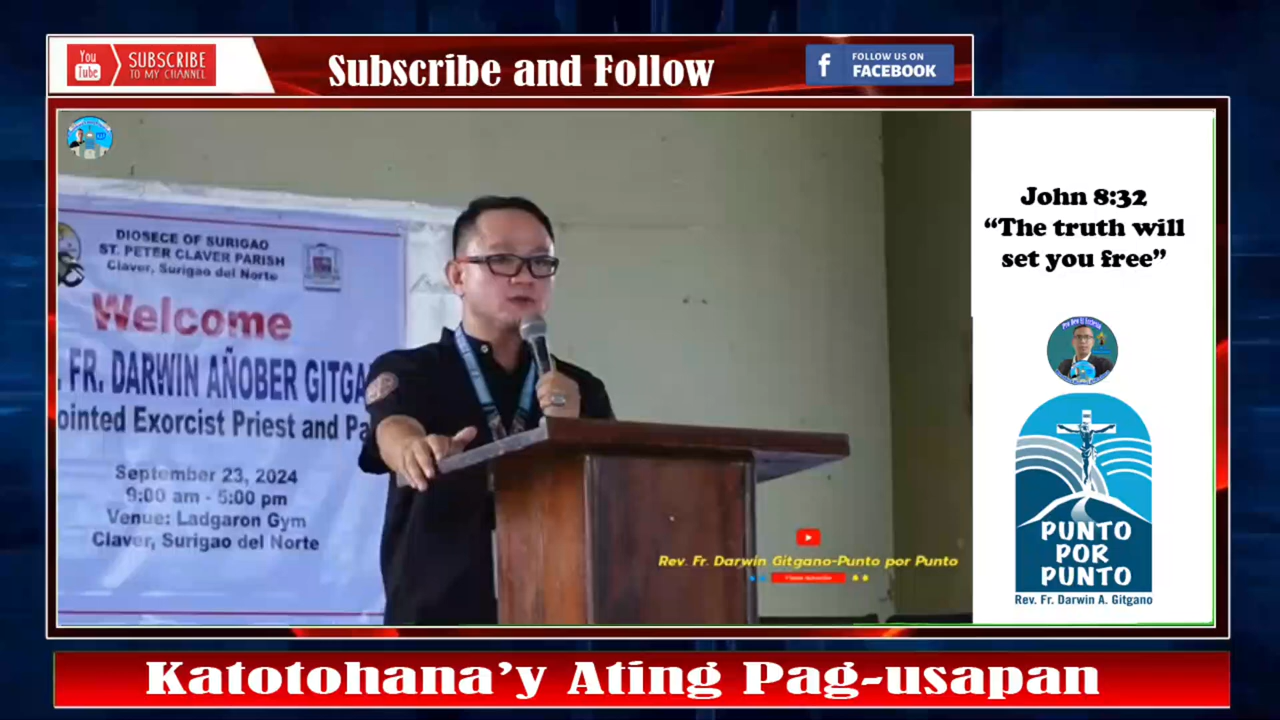 You
Tube
SUBSCRIBE
TO MY CHANNEL
Subscribe and Follow
f
FOLLOW US ON
FACEBOOK
DIOSECE OF SURIGAO
ST. PETER CLAVER PARISH
Claver, Surigao del Norte
Welcome
. FR. DARWIN AÑOBER GITGA
ointed Exorcist Priest and Pa
September 23, 2024
9:00 am - 5:00 pm
Venue: Ladgaron Gym
Claver, Surigao del Norte
Rev. Fr. Darwin Gitgano-Punto por Punto
John 8:32
“The truth will
set you free”
PUNTO
POR
PUNTO
Rev. Fr. Darwin A. Gitgano
Katotohana’y Ating Pag-usapan